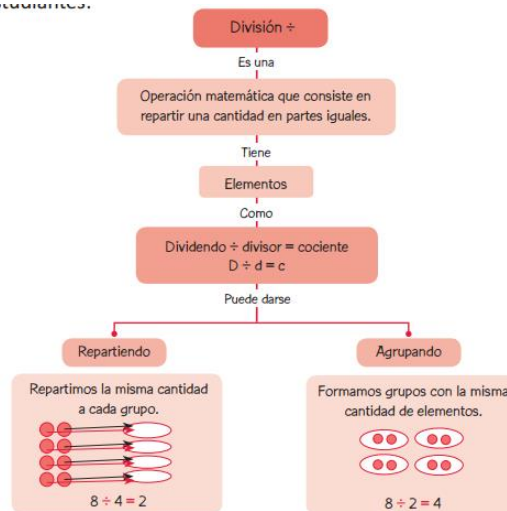 estudiantes.
División ÷
Es una
Operación matemática que consiste en
repartir una cantidad en partes iguales.
Tiene
Elementos
Como
Dividendo ÷ divisor = cociente
D ÷ d = c
Puede darse
Repartiendo
Repartimos la misma cantidad
a cada grupo.
8 ÷ 4 = 2
Agrupando
Formamos grupos con la misma
cantidad de elementos.
8 ÷ 2 = 4